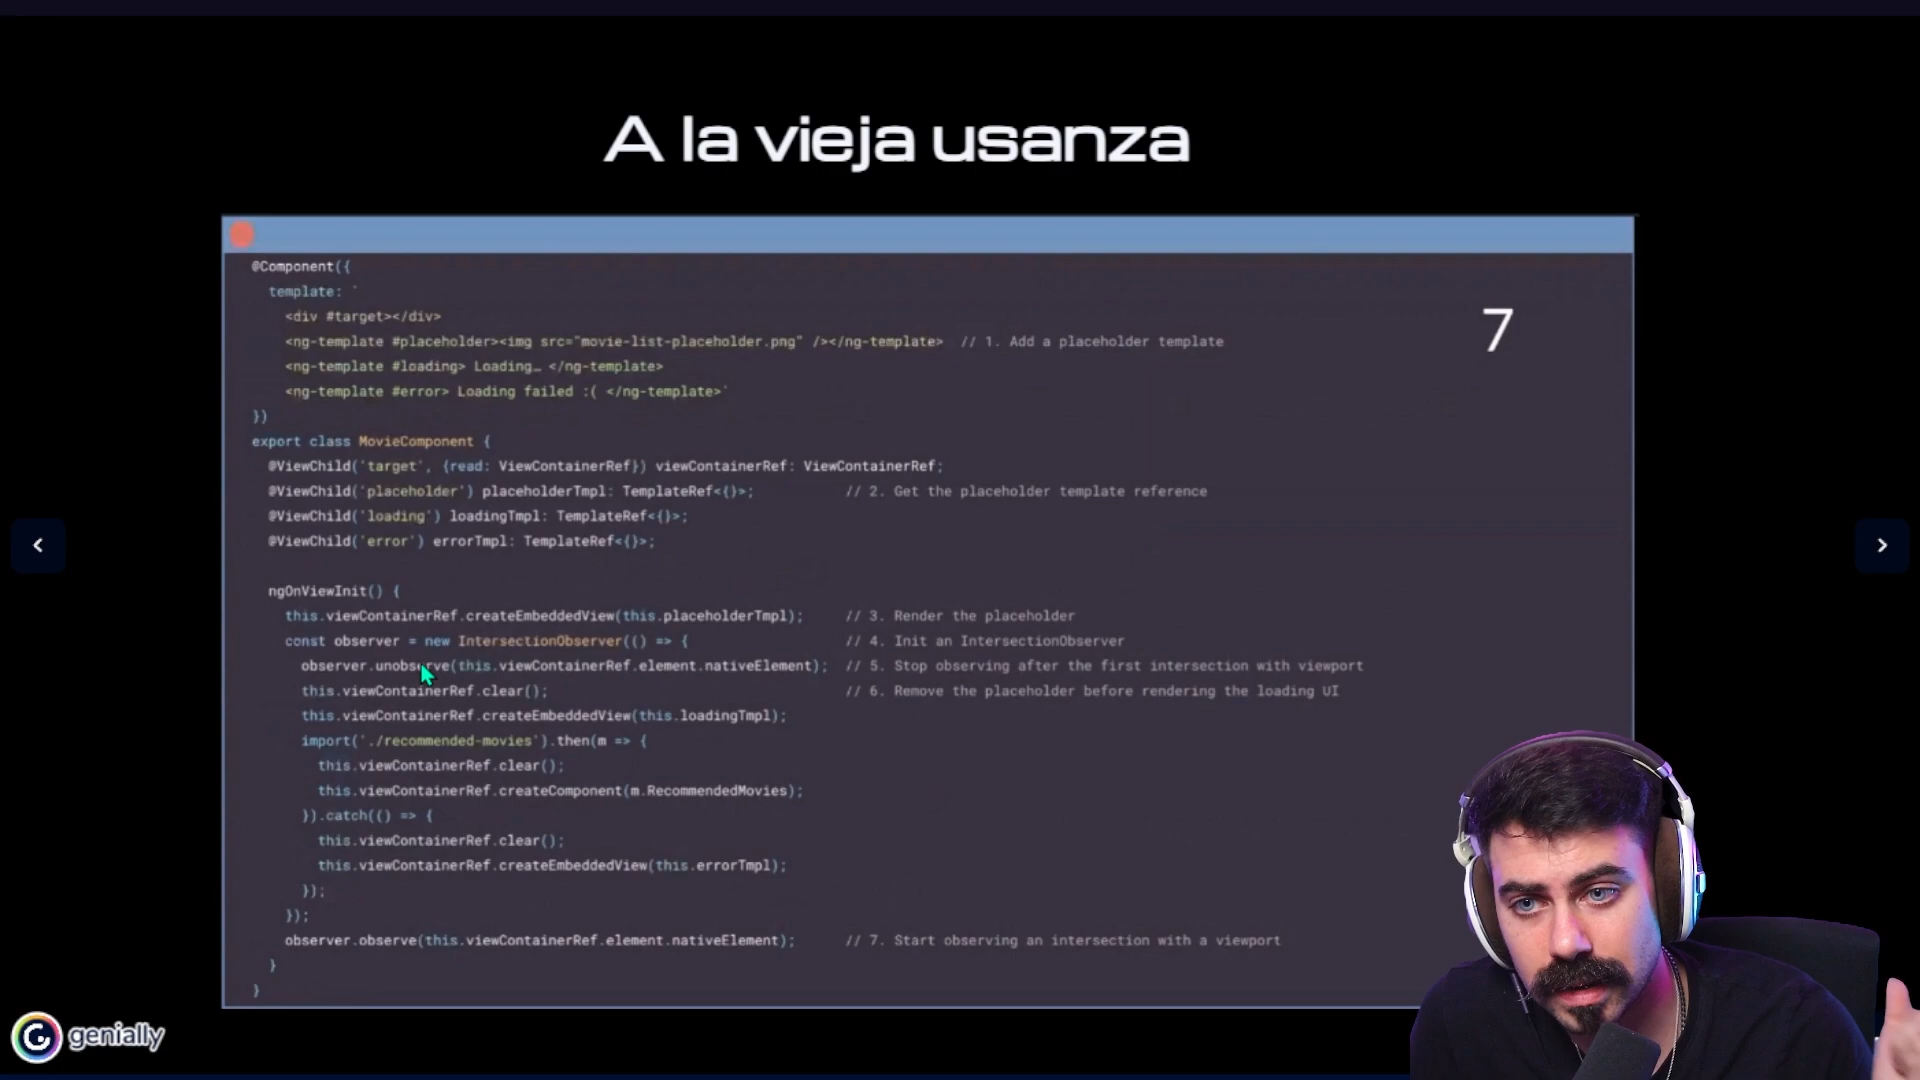 A la vieja usanza
@Component({
template: `
<div #target></div>
<ng-template #placeholder><img src="movie-list-placeholder.png" /></ng-template>  // 1. Add a placeholder template
7
<ng-template #loading> Loading… </ng-template>
<ng-template #error> Loading failed :( </ng-template>`
})
export class MovieComponent {
@ViewChild('target', {read: ViewContainerRef}) viewContainerRef: ViewContainerRef;
@ViewChild('placeholder') placeholderTmpl: TemplateRef<{}>;  // 2. Get the placeholder template reference
@ViewChild('loading') loadingTmpl: TemplateRef<{}>;
@ViewChild('error') errorTmpl: TemplateRef<{}>;
ngOnViewInit() {
this.viewContainerRef.createEmbeddedView(this.placeholderTmpl);  // 3. Render the placeholder
const observer = new IntersectionObserver(() => {  // 4. Init an IntersectionObserver
observer.unobserve(this.viewContainerRef.element.nativeElement);  // 5. Stop observing after the first intersection with viewport
this.viewContainerRef.clear();  // 6. Remove the placeholder before rendering the loading UI
this.viewContainerRef.createEmbeddedView(this.loadingTmpl);
import('./recommended-movies').then(m => {
this.viewContainerRef.clear();
this.viewContainerRef.createComponent(m.RecommendedMovies);
}).catch(() => {
this.viewContainerRef.clear();
this.viewContainerRef.createEmbeddedView(this.errorTmpl);
});
});
observer.observe(this.viewContainerRef.element.nativeElement);  // 7. Start observing an intersection with a viewport
}
}
genially